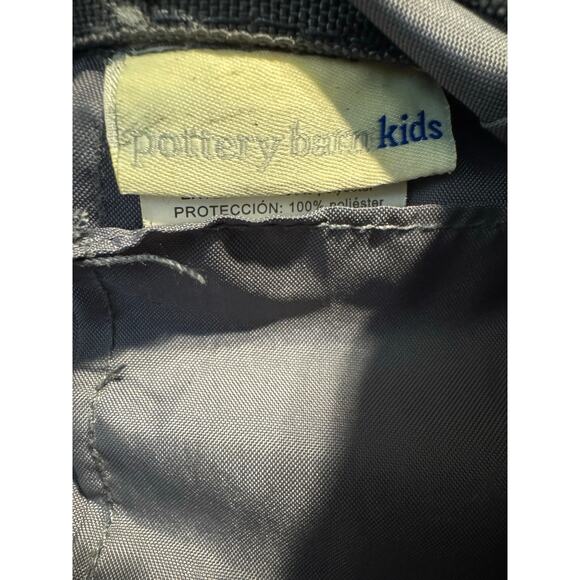 pottery barn kids
PROTECCIÓN: 100% poliéster